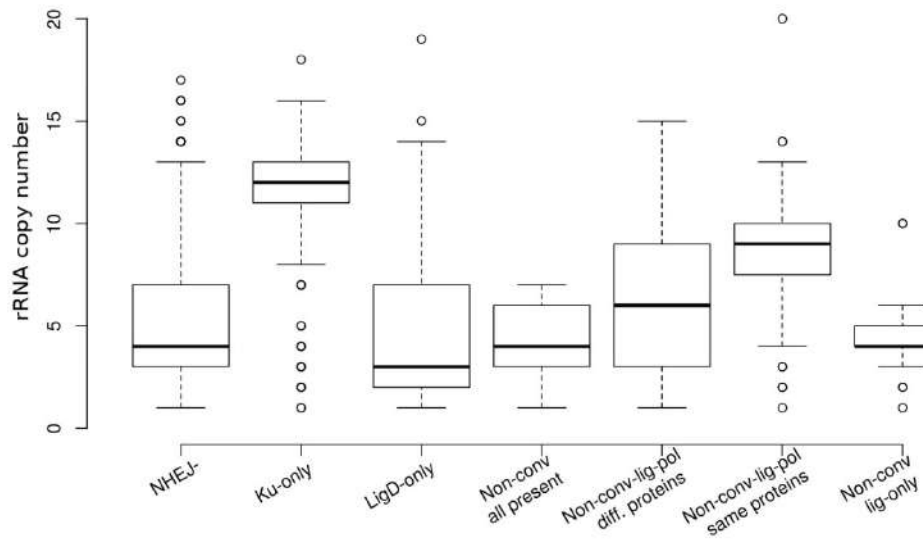 rRNA copy number
20
15
10
5
0
NHEJ-
Ku-only
LigD-only
Non-conv
all present
Non-conv-lig-pol
diff. proteins
Non-conv-lig-pol
same proteins
Non-conv
lig-only